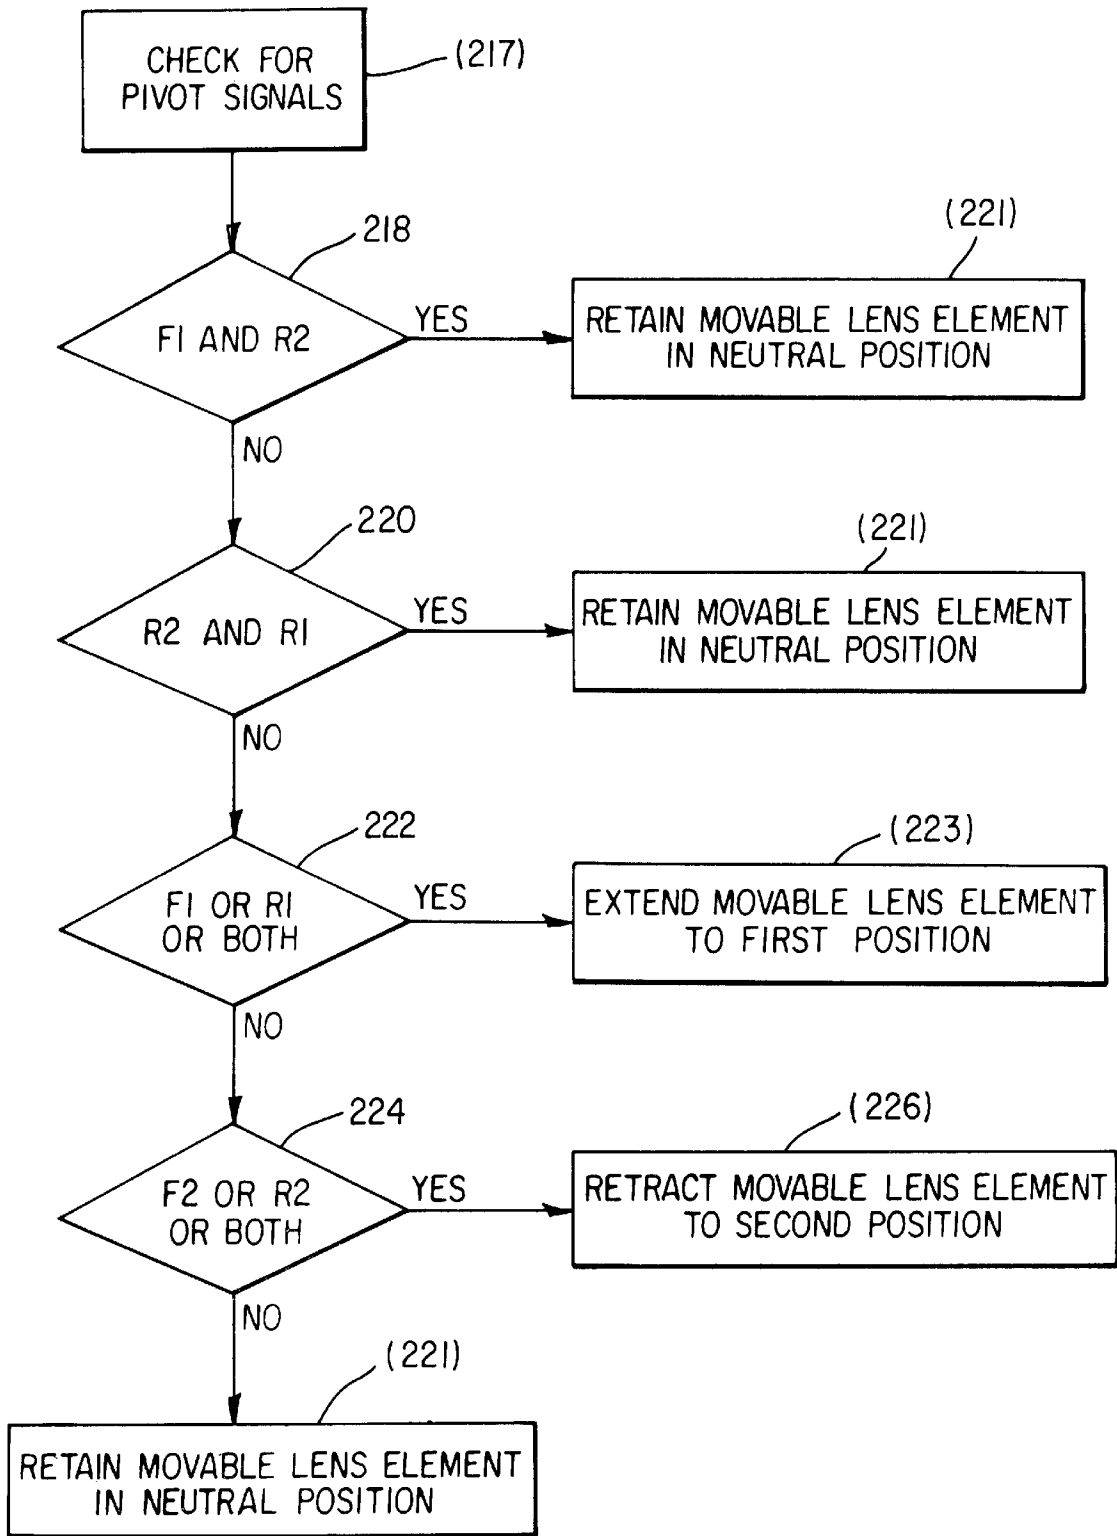 CHECK FOR
PIVOT SIGNALS
(217)
218
F1 AND R2
YES
(221)
RETAIN MOVABLE LENS ELEMENT
IN NEUTRAL POSITION
NO
220
R2 AND R1
YES
(221)
RETAIN MOVABLE LENS ELEMENT
IN NEUTRAL POSITION
NO
222
F1 OR R1
OR BOTH
YES
(223)
EXTEND MOVABLE LENS ELEMENT
TO FIRST POSITION
NO
224
F2 OR R2
OR BOTH
YES
(226)
RETRACT MOVABLE LENS ELEMENT
TO SECOND POSITION
NO
(221)
RETAIN MOVABLE LENS ELEMENT
IN NEUTRAL POSITION